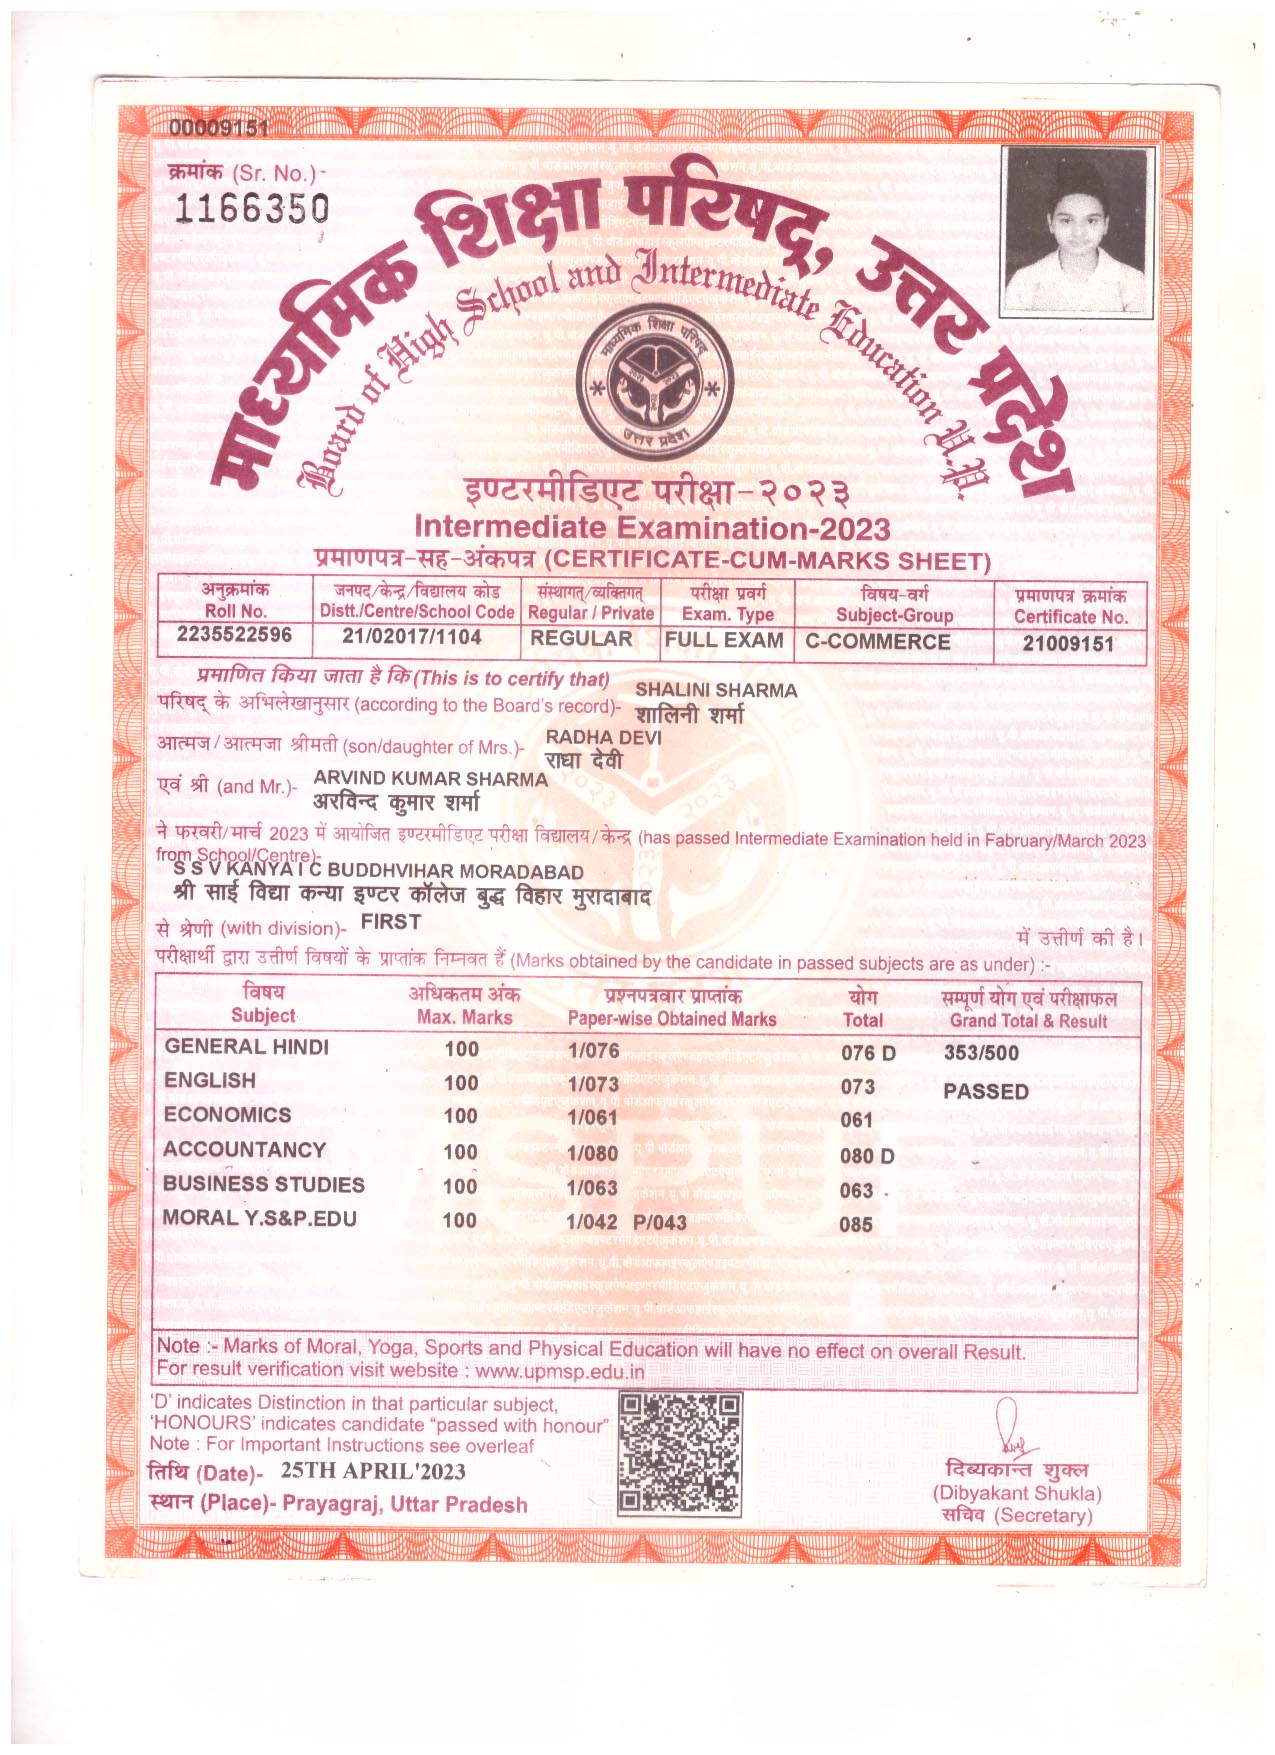 00009151
क्रमांक (Sr. No.)-
1166350
माध्यमिक शिक्षा परिषद्, उत्तर प्रदेश
Board of High School and Intermediate Education U.P.
माध्यमिक शिक्षा परिषद्
उत्तर प्रदेश
इण्टरमीडिएट परीक्षा-२०२३
Intermediate Examination-2023
प्रमाणपत्र-सह-अंकपत्र (CERTIFICATE-CUM-MARKS SHEET)
अनुक्रमांक जनपद/केन्द्र/विद्यालय कोड संस्थागत/व्यक्तिगत परीक्षा प्रवर्ग विषय-वर्ग प्रमाणपत्र क्रमांक
Roll No. Distt./Centre/School Code Regular / Private Exam. Type Subject-Group Certificate No.
2235522596 21/02017/1104 REGULAR FULL EXAM C-COMMERCE 21009151
प्रमाणित किया जाता है कि (This is to certify that)
SHALINI SHARMA
परिषद् के अभिलेखानुसार (according to the Board's record)- शालिनी शर्मा
RADHA DEVI
आत्मज/आत्मजा श्रीमती (son/daughter of Mrs.)- राधा देवी
ARVIND KUMAR SHARMA
एवं श्री (and Mr.)- अरविन्द कुमार शर्मा
ने फरवरी/मार्च 2023 में आयोजित इण्टरमीडिएट परीक्षा विद्यालय/केन्द्र (has passed Intermediate Examination held in Fabruary/March 2023
from School/Centre)-
S S V KANYA I C BUDDHVIHAR MORADABAD
श्री साई विद्या कन्या इण्टर कॉलेज बुद्ध विहार मुरादाबाद
से श्रेणी (with division)- FIRST में उत्तीर्ण की है।
परीक्षार्थी द्वारा उत्तीर्ण विषयों के प्राप्तांक निम्नवत हैं (Marks obtained by the candidate in passed subjects are as under) :-
विषय अधिकतम अंक प्रश्नपत्रवार प्राप्तांक योग सम्पूर्ण योग एवं परीक्षाफल
Subject Max. Marks Paper-wise Obtained Marks Total Grand Total & Result
GENERAL HINDI 100 1/076 076 D 353/500
ENGLISH 100 1/073 073 PASSED
ECONOMICS 100 1/061 061
ACCOUNTANCY 100 1/080 080 D
BUSINESS STUDIES 100 1/063 063
MORAL Y.S&P.EDU 100 1/042 P/043 085
Note :- Marks of Moral, Yoga, Sports and Physical Education will have no effect on overall Result.
For result verification visit website : www.upmsp.edu.in
'D' indicates Distinction in that particular subject,
'HONOURS' indicates candidate "passed with honour"
Note : For Important Instructions see overleaf
तिथि (Date)- 25TH APRIL'2023
स्थान (Place)- Prayagraj, Uttar Pradesh
दिव्यकान्त शुक्ल
(Dibyakant Shukla)
सचिव (Secretary)